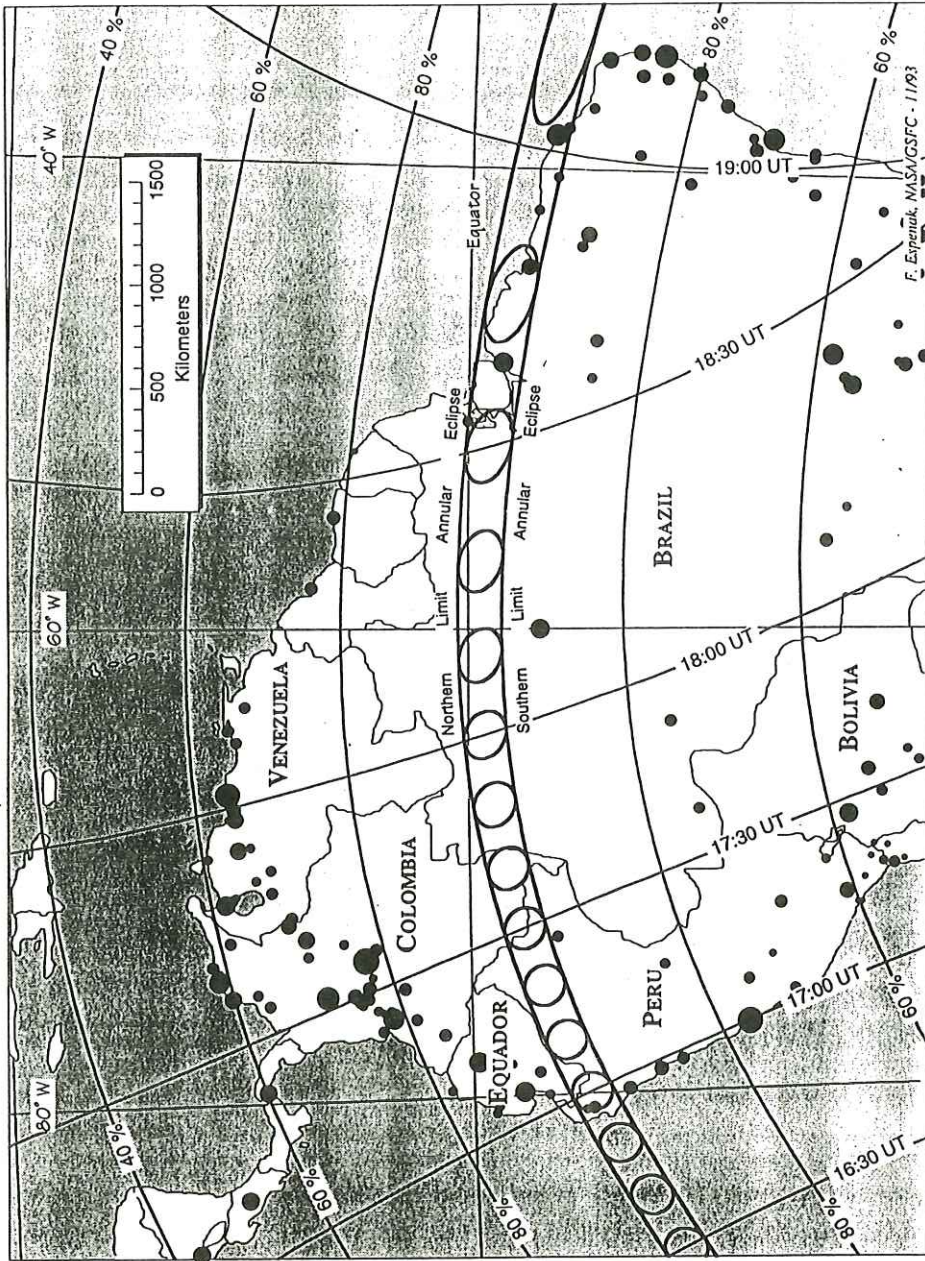 80° W
60° W
40° W
40 %
60 %
80 %
40 %
60 %
80 %
0 500 1000 1500
Kilometers
VENEZUELA
COLOMBIA
EQUADOR
PERU
BRAZIL
BOLIVIA
Equator
Northern Limit Annular Eclipse
Southern Limit Annular Eclipse
16:30 UT
17:00 UT
17:30 UT
18:00 UT
18:30 UT
19:00 UT
80 %
60 %
80 %
60 %
F. Espenak, NASA/GSFC - 11/93